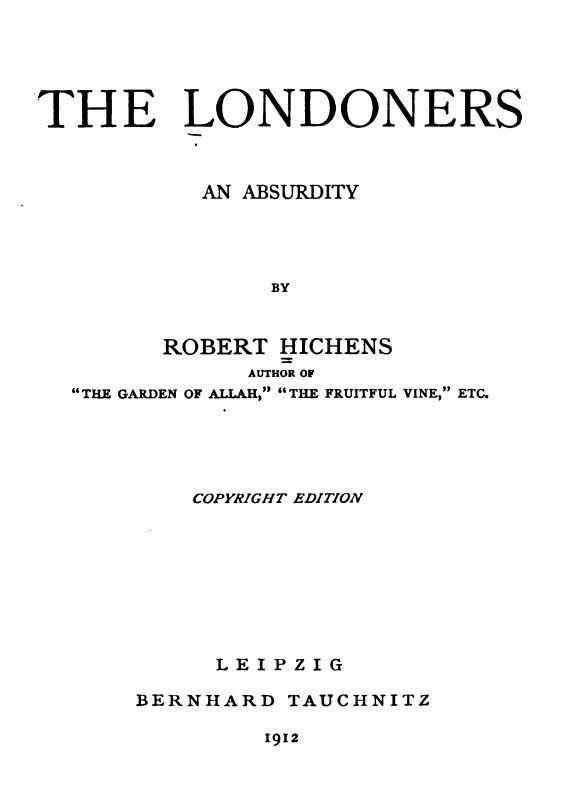 THE LONDONERS
AN ABSURDITY
BY
ROBERT HICHENS
AUTHOR OF
"THE GARDEN OF ALLAH," "THE FRUITFUL VINE," ETC.
COPYRIGHT EDITION
LEIPZIG
BERNHARD TAUCHNITZ
1912